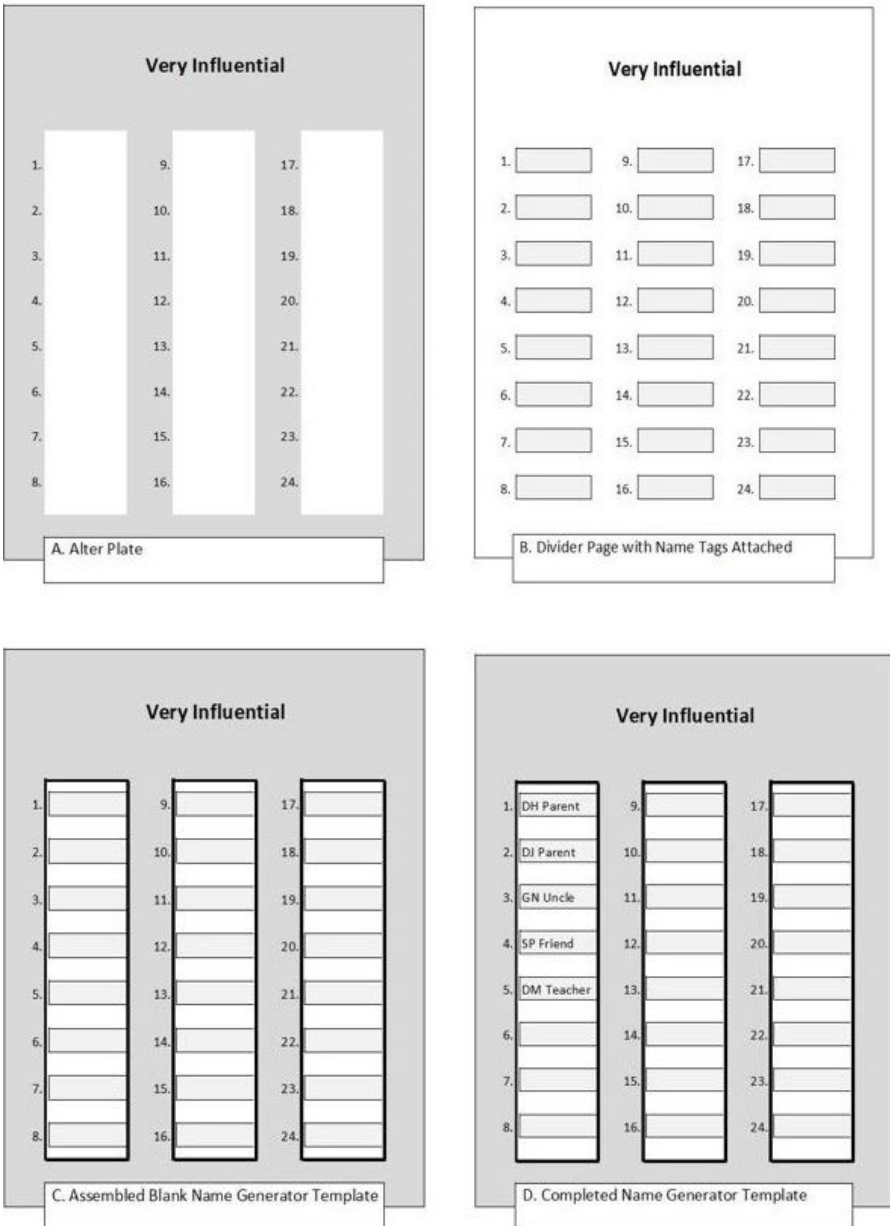 Very Influential
1. 9. 17.
2. 10. 18.
3. 11. 19.
4. 12. 20.
5. 13. 21.
6. 14. 22.
7. 15. 23.
8. 16. 24.
A. Alter Plate
Very Influential
1. 9. 17.
2. 10. 18.
3. 11. 19.
4. 12. 20.
5. 13. 21.
6. 14. 22.
7. 15. 23.
8. 16. 24.
B. Divider Page with Name Tags Attached
Very Influential
1. 9. 17.
2. 10. 18.
3. 11. 19.
4. 12. 20.
5. 13. 21.
6. 14. 22.
7. 15. 23.
8. 16. 24.
C. Assembled Blank Name Generator Template
Very Influential
1. DH Parent 9. 17.
2. DJ Parent 10. 18.
3. GN Uncle 11. 19.
4. SP Friend 12. 20.
5. DM Teacher 13. 21.
6. 14. 22.
7. 15. 23.
8. 16. 24.
D. Completed Name Generator Template